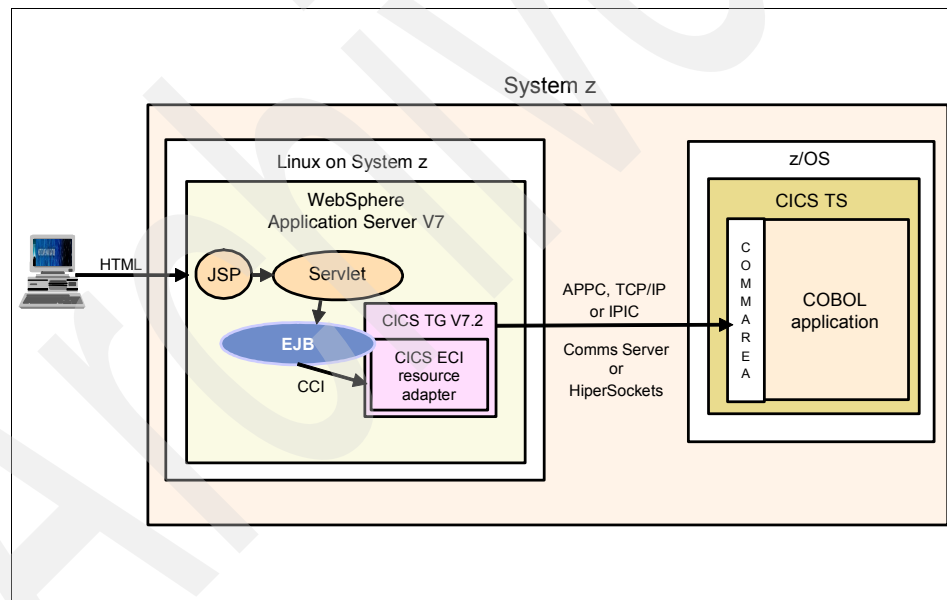 System z
Linux on System z
WebSphere
Application Server V7
HTML
JSP
Servlet
EJB
CCI
CICS TG V7.2
CICS ECI
resource
adapter
APPC, TCP/IP
or IPIC
Comms Server
or
HiperSockets
z/OS
CICS TS
C
O
M
M
A
R
E
A
COBOL
application